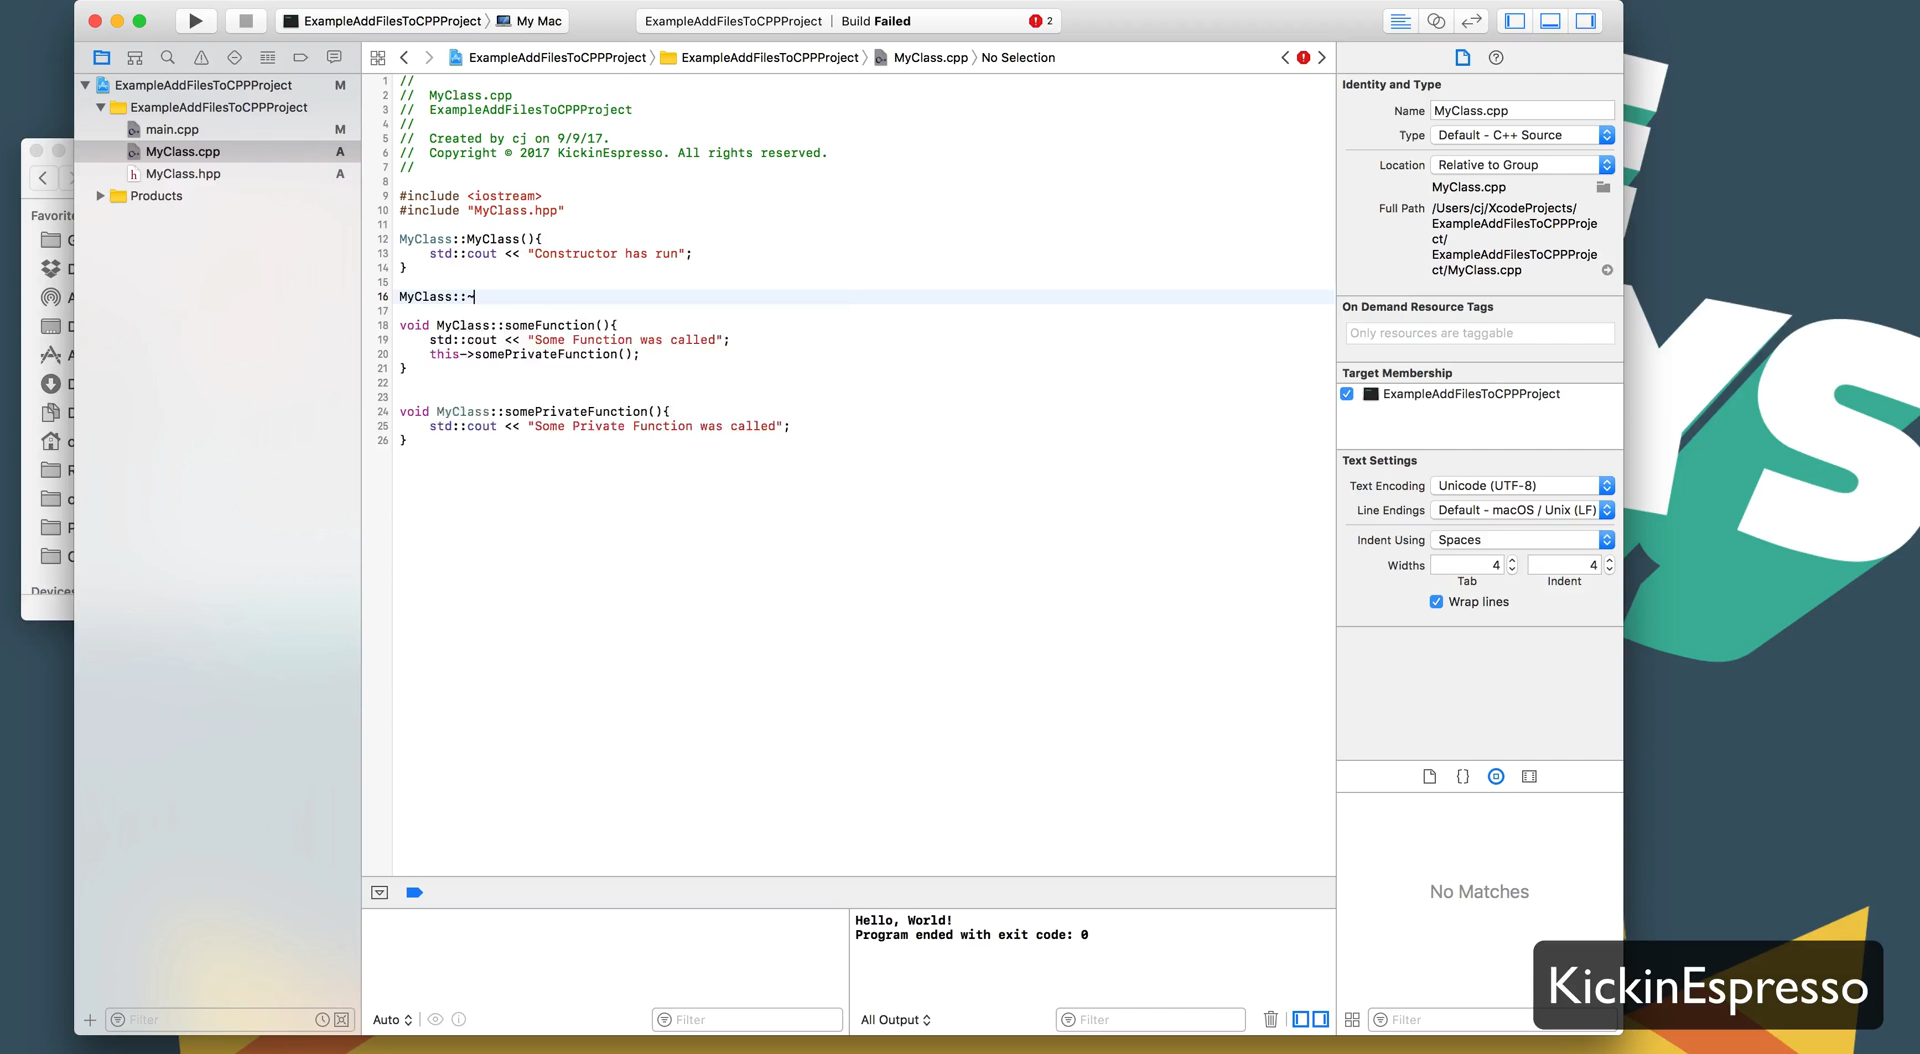 ExampleAddFilesToCPPProject 〉 My Mac
ExampleAddFilesToCPPProject | Build Failed
2
ExampleAddFilesToCPPProject 〉 ExampleAddFilesToCPPProject 〉 MyClass.cpp 〉 No Selection
ExampleAddFilesToCPPProject M
ExampleAddFilesToCPPProject
main.cpp M
MyClass.cpp A
MyClass.hpp A
Products
Favorite
Devices
1 //
2 //  MyClass.cpp
3 //  ExampleAddFilesToCPPProject
4 //
5 //  Created by cj on 9/9/17.
6 //  Copyright © 2017 KickinEspresso. All rights reserved.
7 //
8
9 #include <iostream>
10 #include "MyClass.hpp"
11
12 MyClass::MyClass(){
13     std::cout << "Constructor has run";
14 }
15
16 MyClass::~
17
18 void MyClass::someFunction(){
19     std::cout << "Some Function was called";
20     this->somePrivateFunction();
21 }
22
23
24 void MyClass::somePrivateFunction(){
25     std::cout << "Some Private Function was called";
26 }
Identity and Type
Name MyClass.cpp
Type Default - C++ Source
Location Relative to Group
MyClass.cpp
Full Path /Users/cj/XcodeProjects/
ExampleAddFilesToCPPProje
ct/
ExampleAddFilesToCPPProje
ct/MyClass.cpp
On Demand Resource Tags
Only resources are taggable
Target Membership
ExampleAddFilesToCPPProject
Text Settings
Text Encoding Unicode (UTF-8)
Line Endings Default - macOS / Unix (LF)
Indent Using Spaces
Widths 4 4
Tab Indent
Wrap lines
No Matches
Hello, World!
Program ended with exit code: 0
Filter
Auto
Filter
All Output
Filter
Filter
KickinEspresso
YS